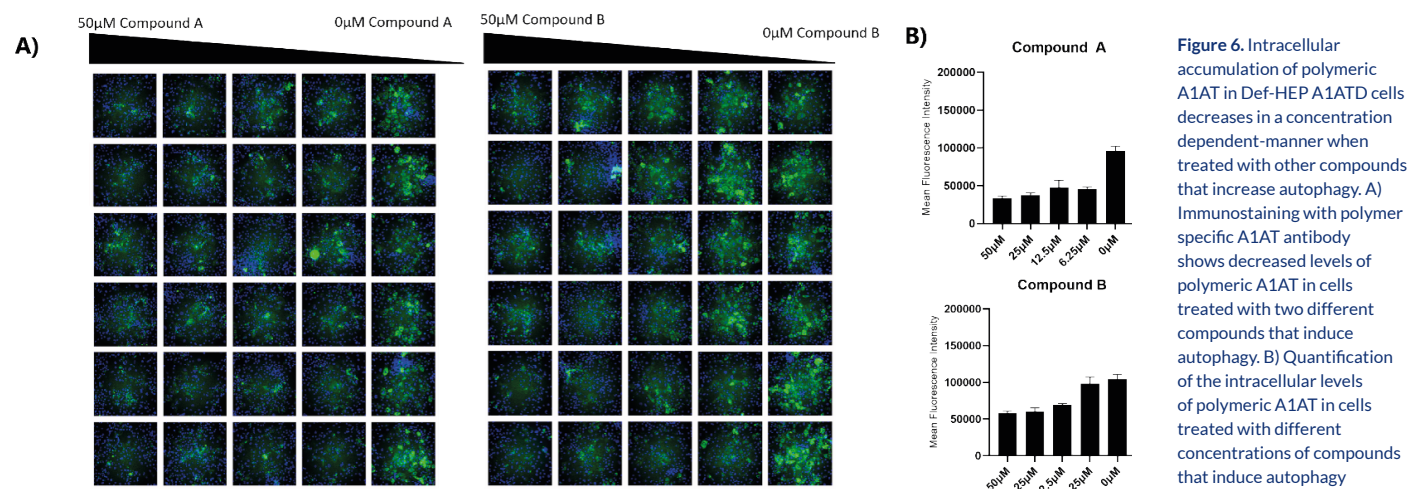 50µM Compound A
0µM Compound A
50µM Compound B
0µM Compound B
A)
B)
Compound A
Mean Fluorescence Intensity
200000
150000
100000
50000
0
50µM
25µM
12.5µM
6.25µM
0µM
Compound B
Mean Fluorescence Intensity
200000
150000
100000
50000
0
50µM
25µM
2.5µM
25µM
0µM
Figure 6. Intracellular
accumulation of polymeric
A1AT in Def-HEP A1ATD cells
decreases in a concentration
dependent-manner when
treated with other compounds
that increase autophagy. A)
Immunostaining with polymer
specific A1AT antibody
shows decreased levels of
polymeric A1AT in cells
treated with two different
compounds that induce
autophagy. B) Quantification
of the intracellular levels
of polymeric A1AT in cells
treated with different
concentrations of compounds
that induce autophagy